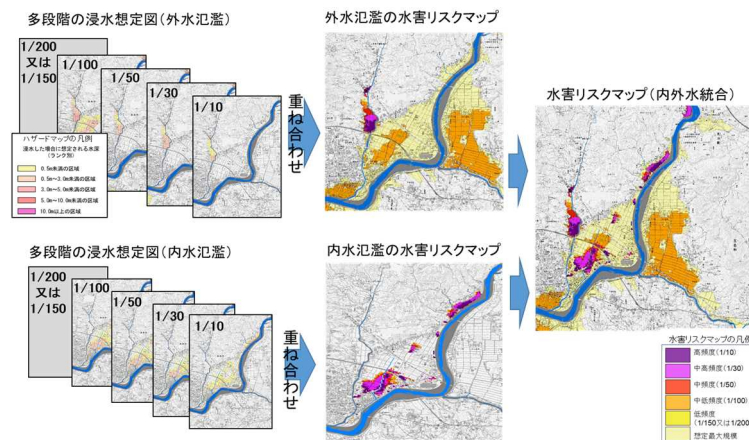 多段階の浸水想定図(外水氾濫)
1/200
又は
1/150
1/100
1/50
1/30
1/10
ハザードマップの凡例
浸水した場合に想定される水深
(ランク別)
0.5m未満の区域
0.5m~3.0m未満の区域
3.0m~5.0m未満の区域
5.0m~10.0m未満の区域
10.0m以上の区域
重ね合わせ
外水氾濫の水害リスクマップ
多段階の浸水想定図(内水氾濫)
1/200
又は
1/150
1/100
1/50
1/30
1/10
重ね合わせ
内水氾濫の水害リスクマップ
水害リスクマップ(内外水統合)
水害リスクマップの凡例
高頻度(1/10)
中高頻度(1/30)
中頻度(1/50)
中低頻度(1/100)
低頻度
(1/150又は1/200)
想定最大規模